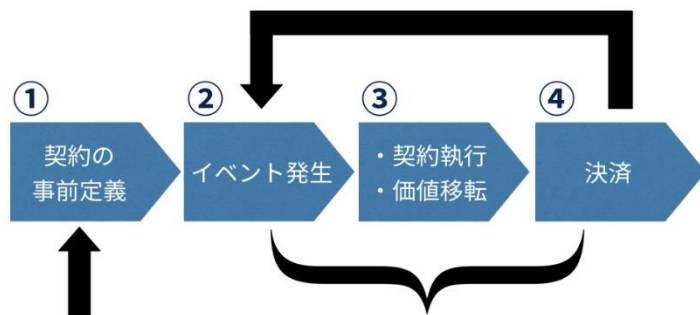 ①
契約の
事前定義
②
イベント発生
③
・契約執行
・価値移転
④
決済